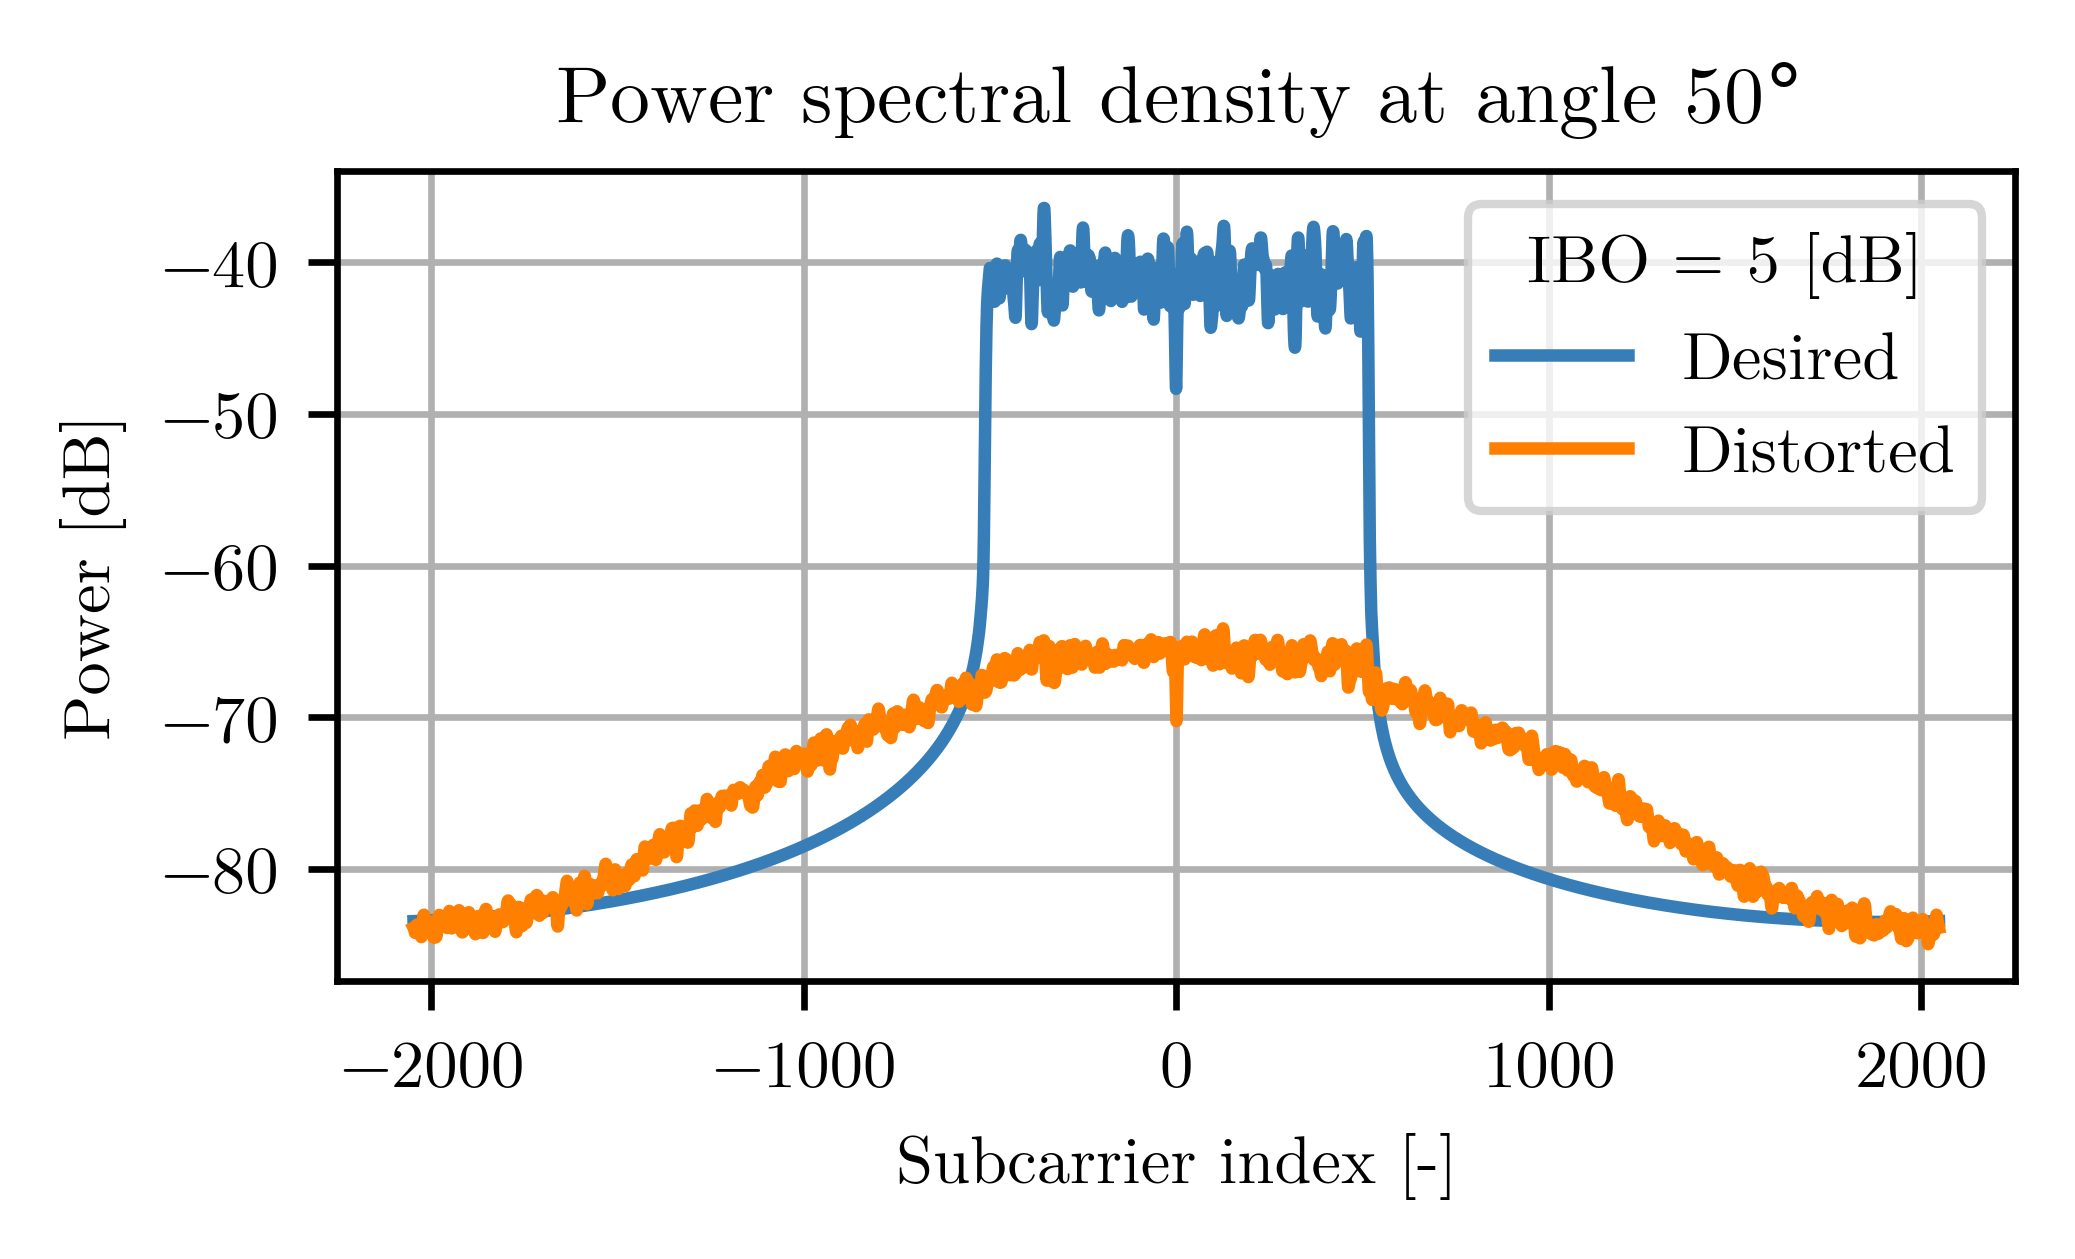 Power spectral density at angle 50°
Power [dB]
−40
−50
−60
−70
−80
IBO = 5 [dB]
Desired
Distorted
−2000 −1000 0 1000 2000
Subcarrier index [-]